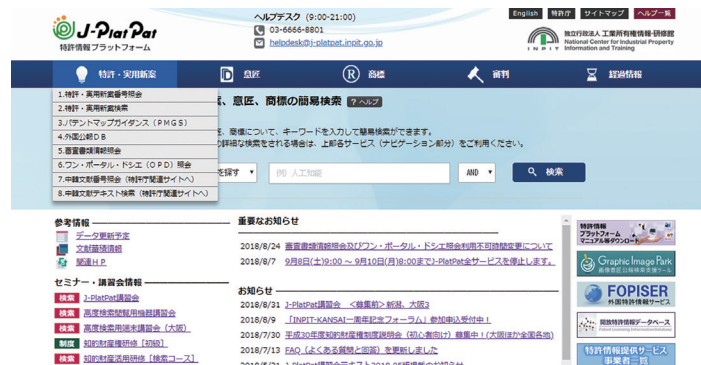 J-Plat Pat
特許情報プラットフォーム
ヘルプデスク (9:00-21:00)
03-6666-8801
helpdesk@j-platpat.inpit.go.jp
English 特許庁 サイトマップ ヘルプ一覧
INPIT
独立行政法人 工業所有権情報・研修館
National Center for Industrial Property
Information and Training
特許・実用新案 意匠 商標 審判 経過情報
1.特許・実用新案番号照会
2.特許・実用新案検索
3.パテントマップガイダンス（PMGS）
4.外国公報DB
5.審査書類情報照会
6.ワン・ポータル・ドシエ（OPD）照会
7.中韓文献番号照会（特許庁関連サイトへ）
8.中韓文献テキスト検索（特許庁関連サイトへ）
、意匠、商標の簡易検索 ? ヘルプ
、商標について、キーワードを入力して簡易検索ができます。
詳細な検索をされる場合は、上部各サービス（ナビゲーション部分）をご利用ください。
を探す 例) 人工知能 AND 検索
参考情報
データ更新予定
文献蓄積情報
関連HP
セミナー・講習会情報
検索 J-PlatPat講習会
検索 高度検索閲覧用機器講習会
検索 高度検索用端末講習会（大阪）
制度 知的財産権研修［初級］
検索 知的財産活用研修［検索コース］
重要なお知らせ
2018/8/24 審査書類情報照会及びワン・ポータル・ドシエ照会利用不可時間変更について
2018/8/7 9月8日(土)9:00 ～ 9月10日(月)8:00までJ-PlatPat全サービスを停止します。
お知らせ
2018/8/31 J-PlatPat講習会 ＜募集前＞新潟、大阪3
2018/8/9 「INPIT-KANSAI一周年記念フォーラム」参加申込受付中！
2018/7/30 平成30年度知的財産権制度説明会（初心者向け）募集中！(大阪ほか全国各地)
2018/7/13 FAQ（よくある質問と回答）を更新しました
特許情報
プラットフォーム
マニュアル等ダウンロード
Graphic Image Park
画像意匠公報検索支援ツール
FOPISER
外国特許情報サービス
開放特許情報データベース
特許情報提供サービス
事業者一覧